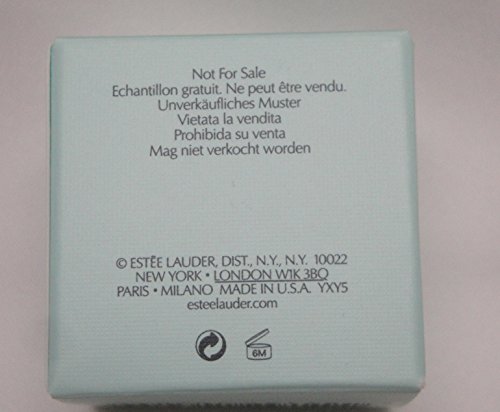 Not For Sale
Echantillon gratuit. Ne peut être vendu.
Unverkäufliches Muster
Vietata la vendita
Prohibida su venta
Mag niet verkocht worden
© ESTĒE LAUDER, DIST., N.Y., N.Y. 10022
NEW YORK • LONDON W1K 3BQ
PARIS • MILANO MADE IN U.S.A. YXY5
esteelauder.com
6M